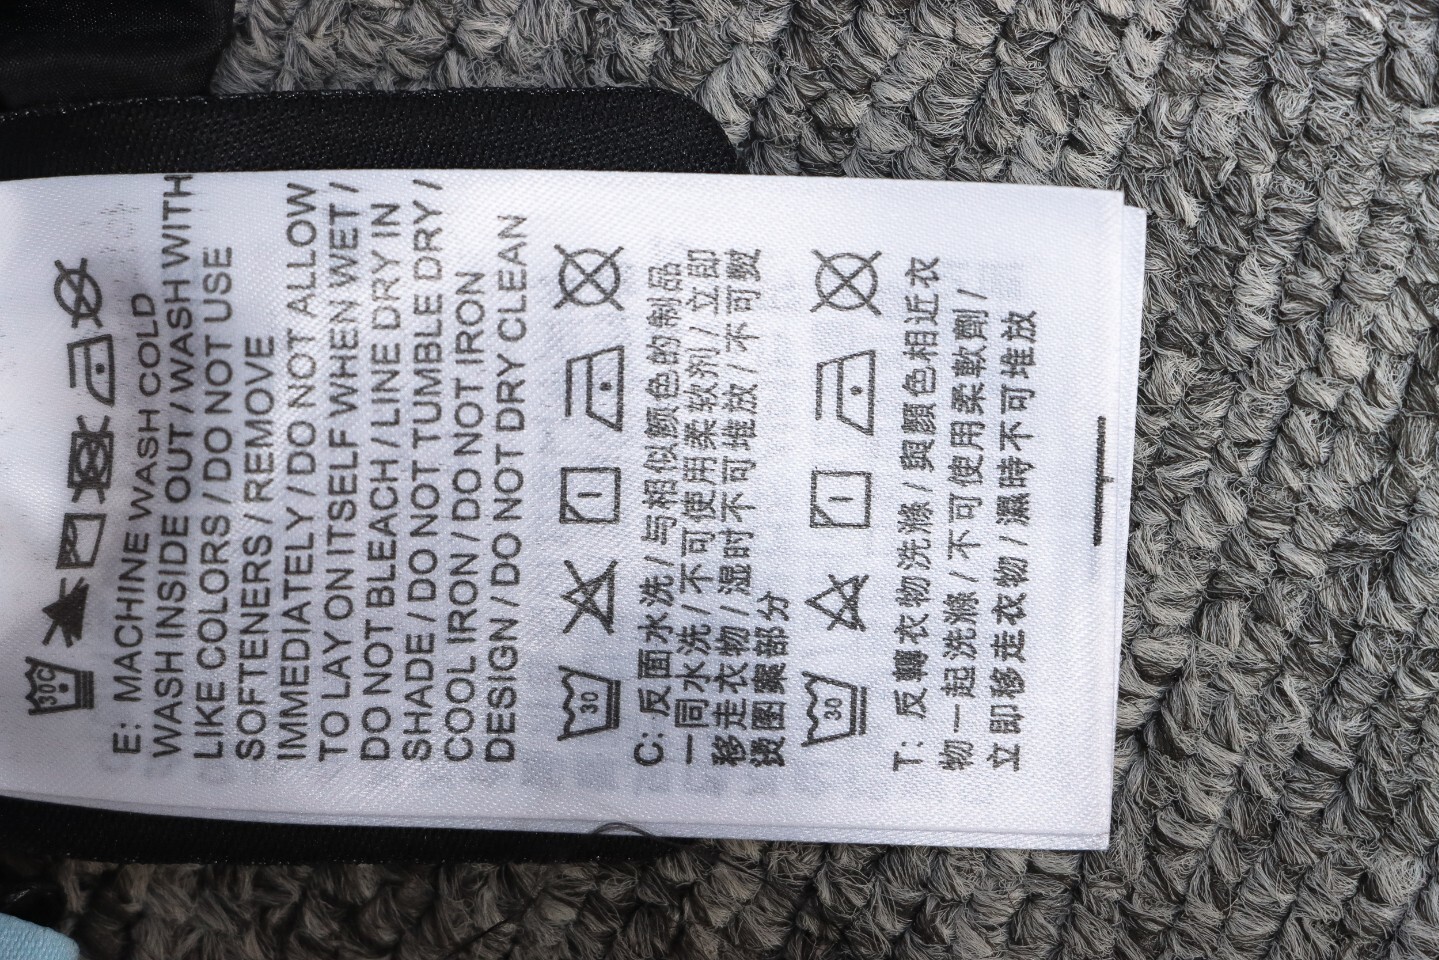 30C
E: MACHINE WASH COLD
WASH INSIDE OUT / WASH WITH
LIKE COLORS / DO NOT USE
SOFTENERS / REMOVE
IMMEDIATELY / DO NOT ALLOW
TO LAY ON ITSELF WHEN WET /
DO NOT BLEACH / LINE DRY IN
SHADE / DO NOT TUMBLE DRY /
COOL IRON / DO NOT IRON
DESIGN / DO NOT DRY CLEAN
30
C: 反面水洗 / 与相似颜色的制品
一同水洗 / 不可使用柔软剂 / 立即
移走衣物 / 湿时不可堆放 / 不可熨
烫图案部分
30
T: 反轉衣物洗滌 / 與顏色相近衣
物一起洗滌 / 不可使用柔軟劑 /
立即移走衣物 / 濕時不可堆放